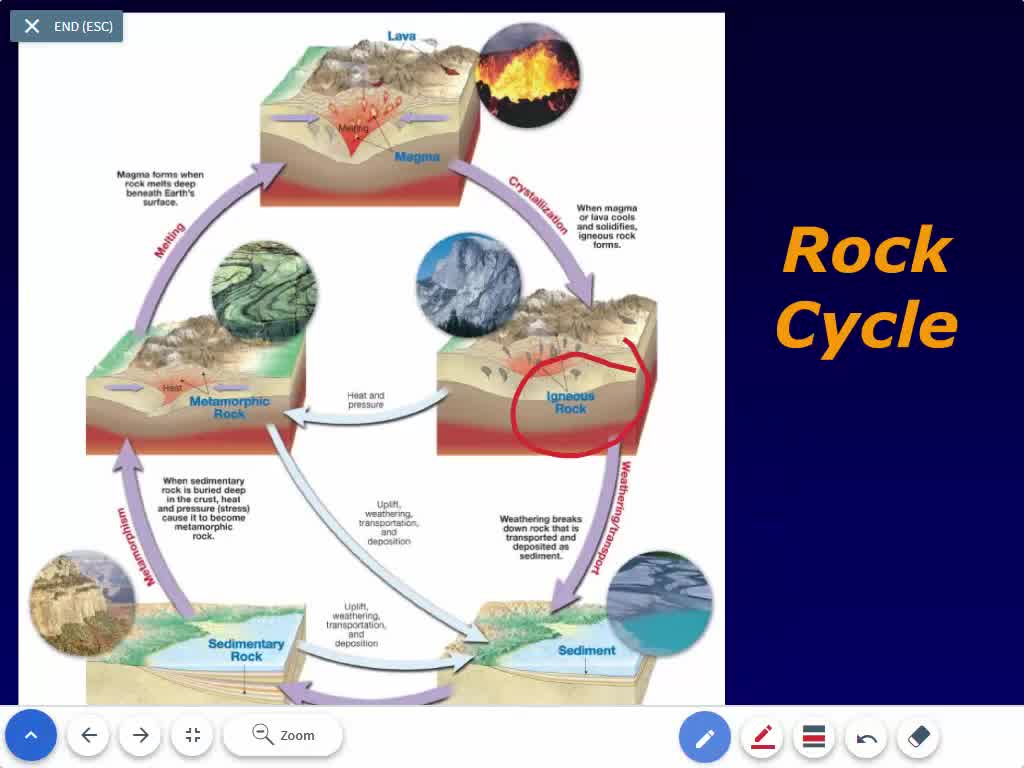 END (ESC)
Lava
Melting
Magma
Magma forms when
rock melts deep
beneath Earth's
surface.
Melting
Crystallization
When magma
or lava cools
and solidifies,
igneous rock
forms.
Rock
Cycle
Heat
Metamorphic
Rock
Heat and
pressure
Igneous
Rock
When sedimentary
rock is buried deep
in the crust, heat
and pressure (stress)
cause it to become
metamorphic
rock.
Metamorphism
Uplift,
weathering,
transportation,
and
deposition
Weathering breaks
down rock that is
transported and
deposited as
sediment.
Weathering/transport
Uplift,
weathering,
transportation,
and
deposition
Sedimentary
Rock
Sediment
Zoom